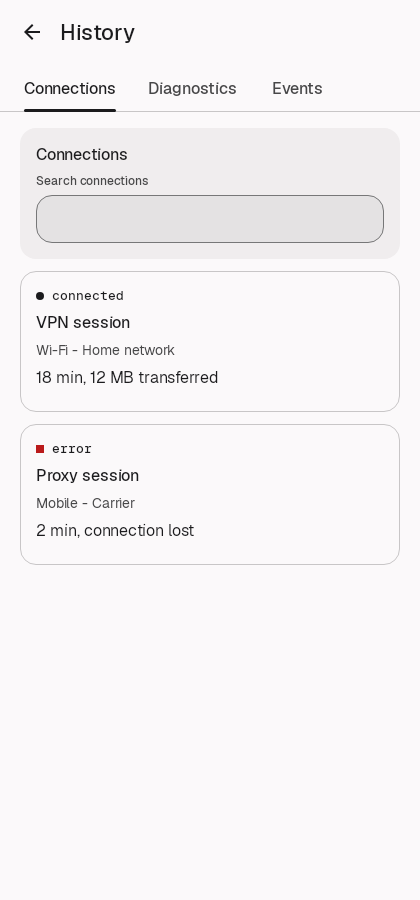 History
Connections
Diagnostics
Events
Connections
Search connections
connected
VPN session
Wi-Fi - Home network
18 min, 12 MB transferred
error
Proxy session
Mobile - Carrier
2 min, connection lost